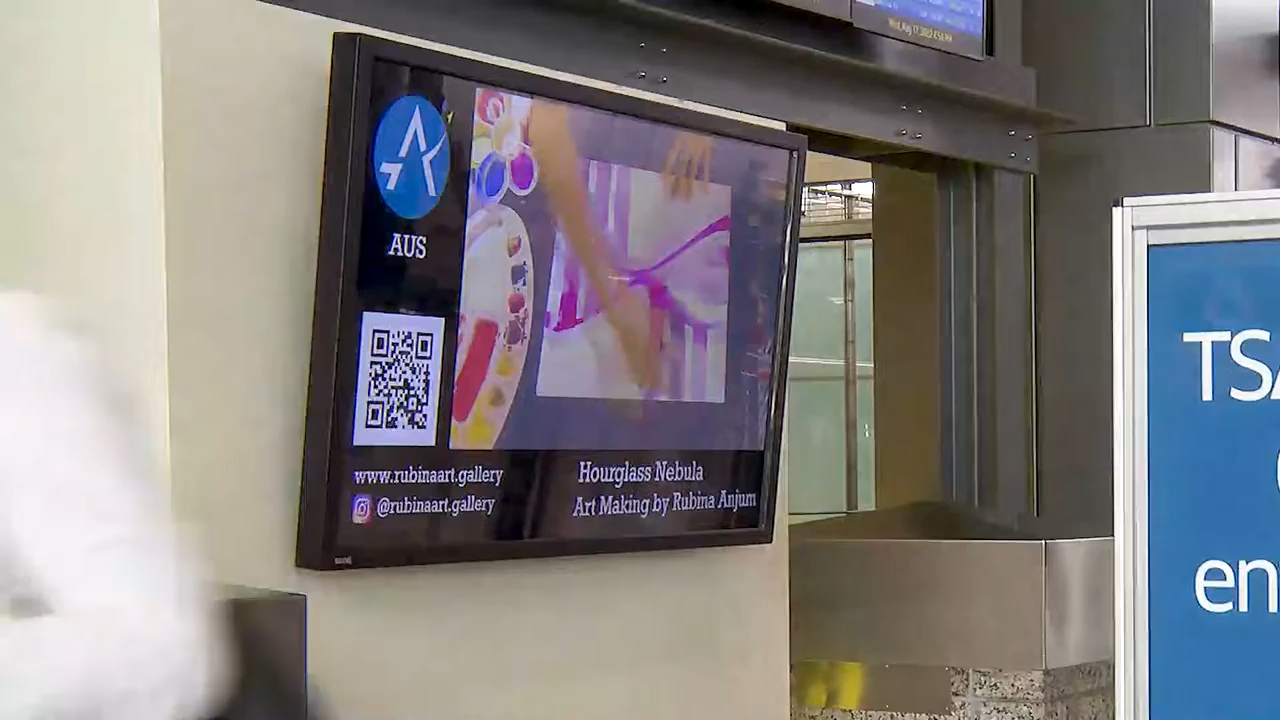 AUS
www.rubinaart.gallery
@rubinaart.gallery
Hourglass Nebula
Art Making by Rubina Anjum
TSA
en